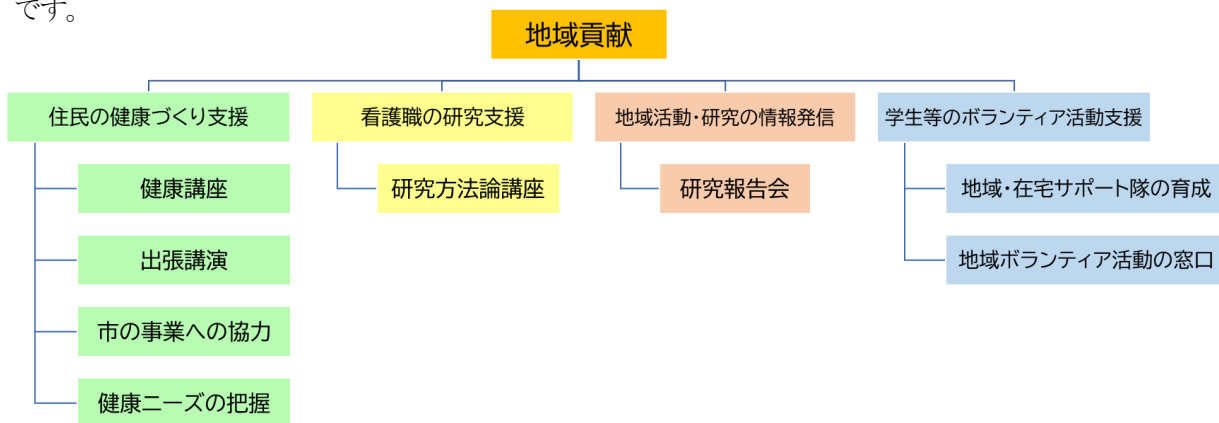 です。
地域貢献
住民の健康づくり支援
健康講座
出張講演
市の事業への協力
健康ニーズの把握
看護職の研究支援
研究方法論講座
地域活動・研究の情報発信
研究報告会
学生等のボランティア活動支援
地域・在宅サポート隊の育成
地域ボランティア活動の窓口